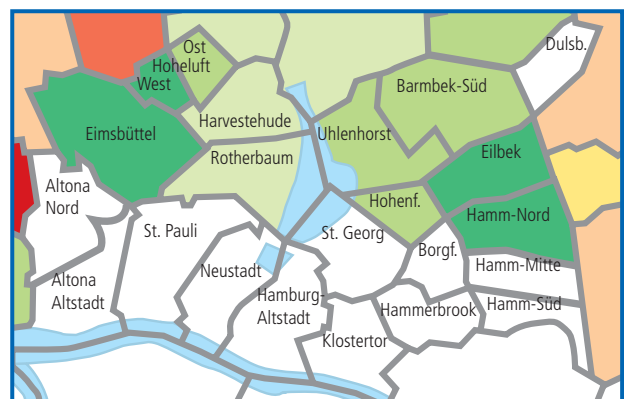 Dulsb.
Ost
Hoheluft
West
Barmbek-Süd
Harvestehude
Uhlenhorst
Eimsbüttel
Rotherbaum
Eilbek
Altona
Nord
Hohenf.
Hamm-Nord
St. Pauli
St. Georg
Borgf.
Neustadt
Hamm-Mitte
Altona
Altstadt
Hamburg-
Altstadt
Hammerbrook
Hamm-Süd
Klostertor